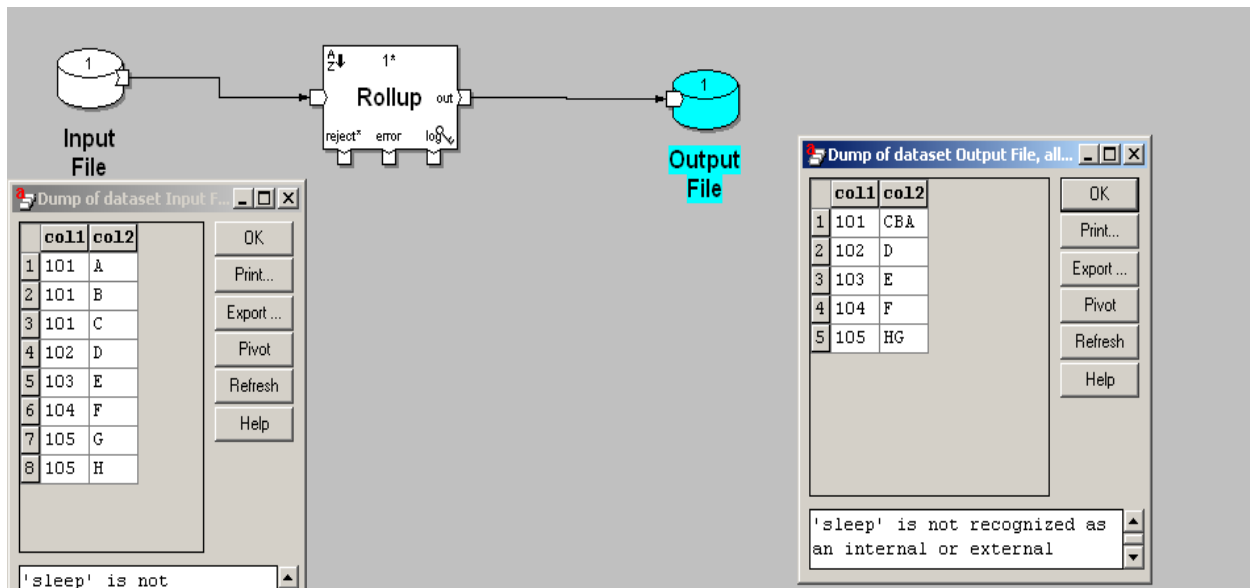 1
Input
File
A
Z
1*
Rollup
out
reject*
error
log
1
Output
File
Dump of dataset Input F...
col1 col2
1 101 A
2 101 B
3 101 C
4 102 D
5 103 E
6 104 F
7 105 G
8 105 H
OK
Print...
Export ...
Pivot
Refresh
Help
'sleep' is not
Dump of dataset Output File, all...
col1 col2
1 101 CBA
2 102 D
3 103 E
4 104 F
5 105 HG
OK
Print...
Export ...
Pivot
Refresh
Help
'sleep' is not recognized as
an internal or external